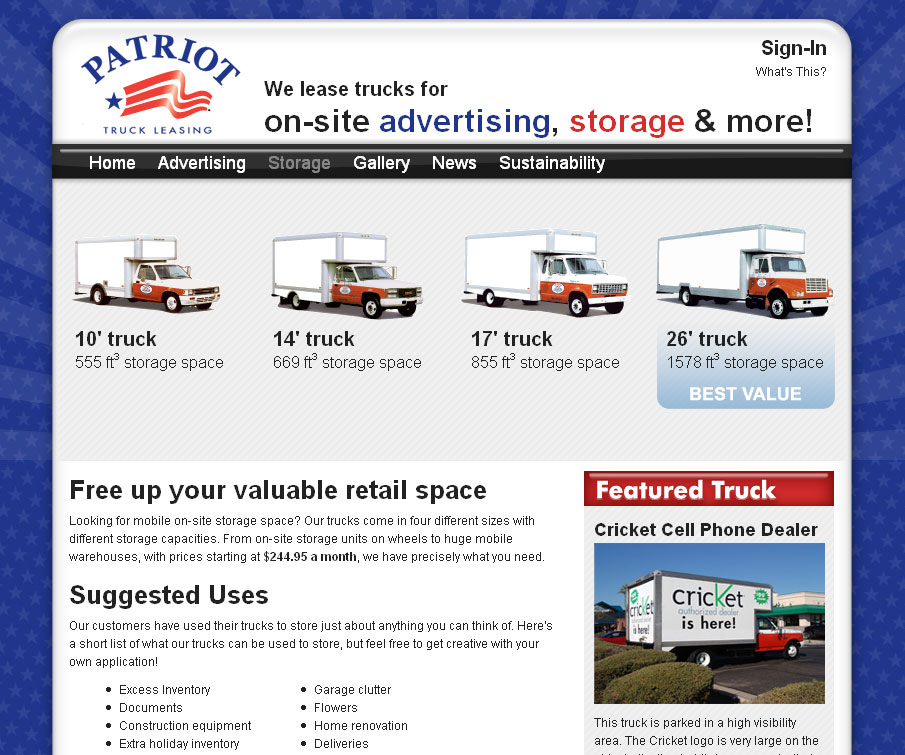 PATRIOT
TRUCK LEASING
Sign-In
What's This?
We lease trucks for
on-site advertising, storage & more!
Home Advertising Storage Gallery News Sustainability
10' truck
555 ft³ storage space
14' truck
669 ft³ storage space
17' truck
855 ft³ storage space
26' truck
1578 ft³ storage space
BEST VALUE
Free up your valuable retail space
Looking for mobile on-site storage space? Our trucks come in four different sizes with
different storage capacities. From on-site storage units on wheels to huge mobile
warehouses, with prices starting at $244.95 a month, we have precisely what you need.
Suggested Uses
Our customers have used their trucks to store just about anything you can think of. Here's
a short list of what our trucks can be used to store, but feel free to get creative with your
own application!
Excess Inventory
Documents
Construction equipment
Extra holiday inventory
Garage clutter
Flowers
Home renovation
Deliveries
Featured Truck
Cricket Cell Phone Dealer
cricket
authorized dealer
is here!
cricket
is here!
This truck is parked in a high visibility
area. The Cricket logo is very large on the